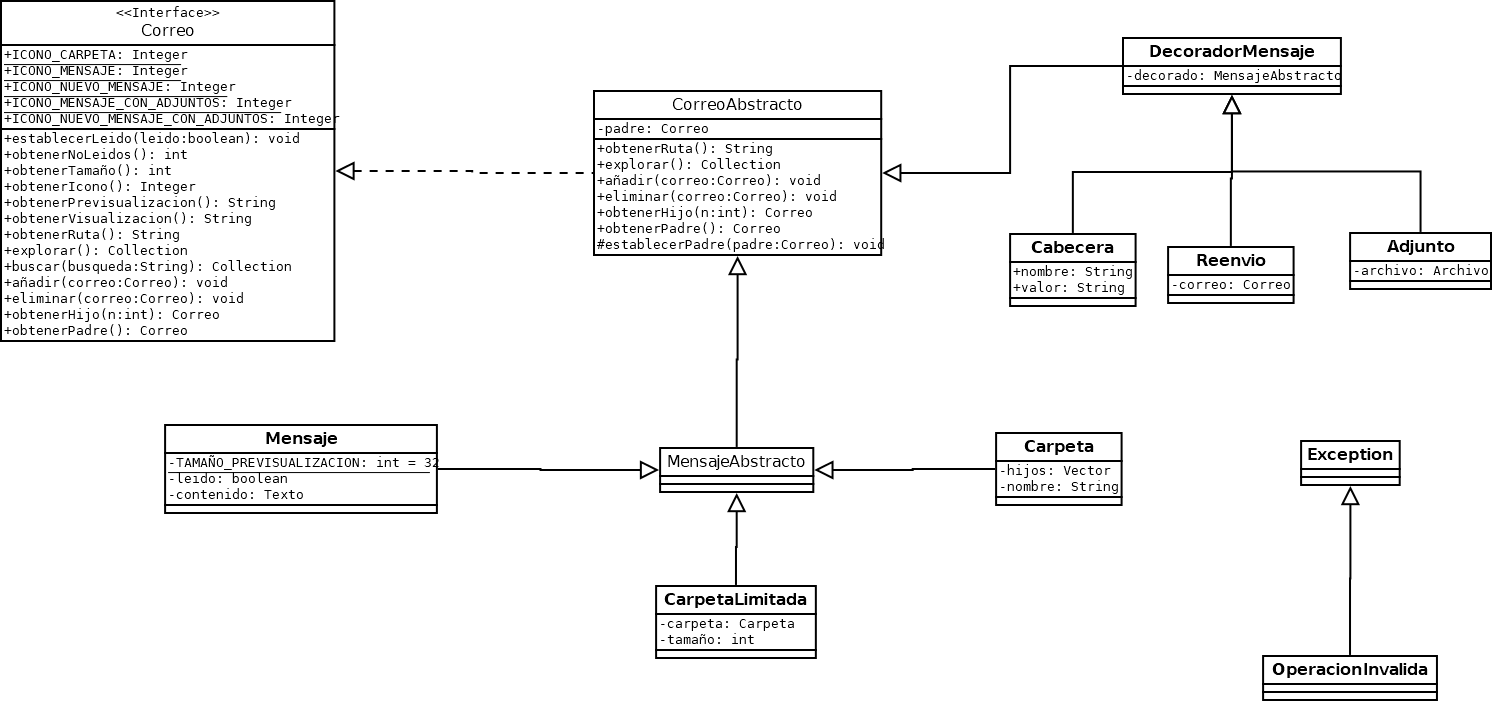 <<Interface>>
Correo
+ICONO_CARPETA: Integer
+ICONO_MENSAJE: Integer
+ICONO_NUEVO_MENSAJE: Integer
+ICONO_MENSAJE_CON_ADJUNTOS: Integer
+ICONO_NUEVO_MENSAJE_CON_ADJUNTOS: Integer
+establecerLeido(leido:boolean): void
+obtenerNoLeidos(): int
+obtenerTamaño(): int
+obtenerIcono(): Integer
+obtenerPrevisualizacion(): String
+obtenerVisualizacion(): String
+obtenerRuta(): String
+explorar(): Collection
+buscar(busqueda:String): Collection
+añadir(correo:Correo): void
+eliminar(correo:Correo): void
+obtenerHijo(n:int): Correo
+obtenerPadre(): Correo
CorreoAbstracto
-padre: Correo
+obtenerRuta(): String
+explorar(): Collection
+añadir(correo:Correo): void
+eliminar(correo:Correo): void
+obtenerHijo(n:int): Correo
+obtenerPadre(): Correo
#establecerPadre(padre:Correo): void
DecoradorMensaje
-decorado: MensajeAbstracto
Cabecera
+nombre: String
+valor: String
Reenvio
-correo: Correo
Adjunto
-archivo: Archivo
Mensaje
-TAMAÑO_PREVISUALIZACION: int = 32
-leido: boolean
-contenido: Texto
MensajeAbstracto
Carpeta
-hijos: Vector
-nombre: String
Exception
CarpetaLimitada
-carpeta: Carpeta
-tamaño: int
OperacionInvalida